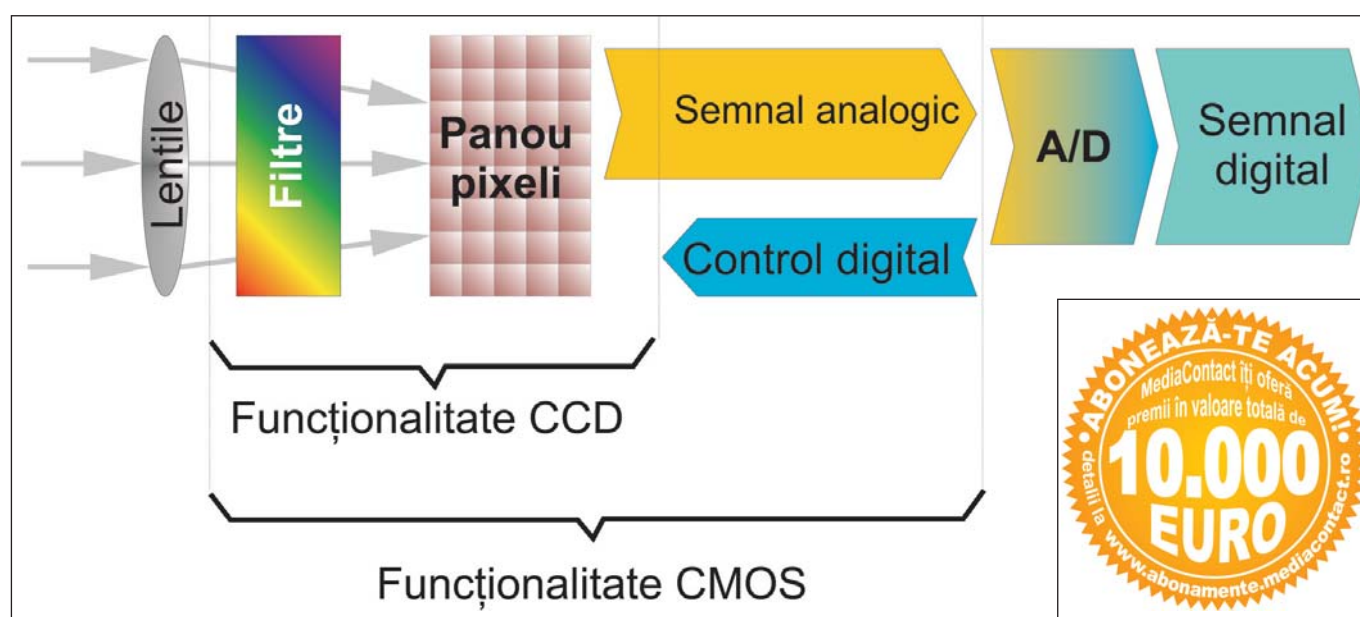 Lentile
Filtre
Panou
pixeli
Semnal analogic
Control digital
A/D
Semnal
digital
Funcționalitate CCD
Funcționalitate CMOS
• ABONEAZĂ-TE ACUM! •
MediaContact îți oferă
premii în valoare totală de
10.000
EURO
detalii la www.abonamente.mediacontact.ro